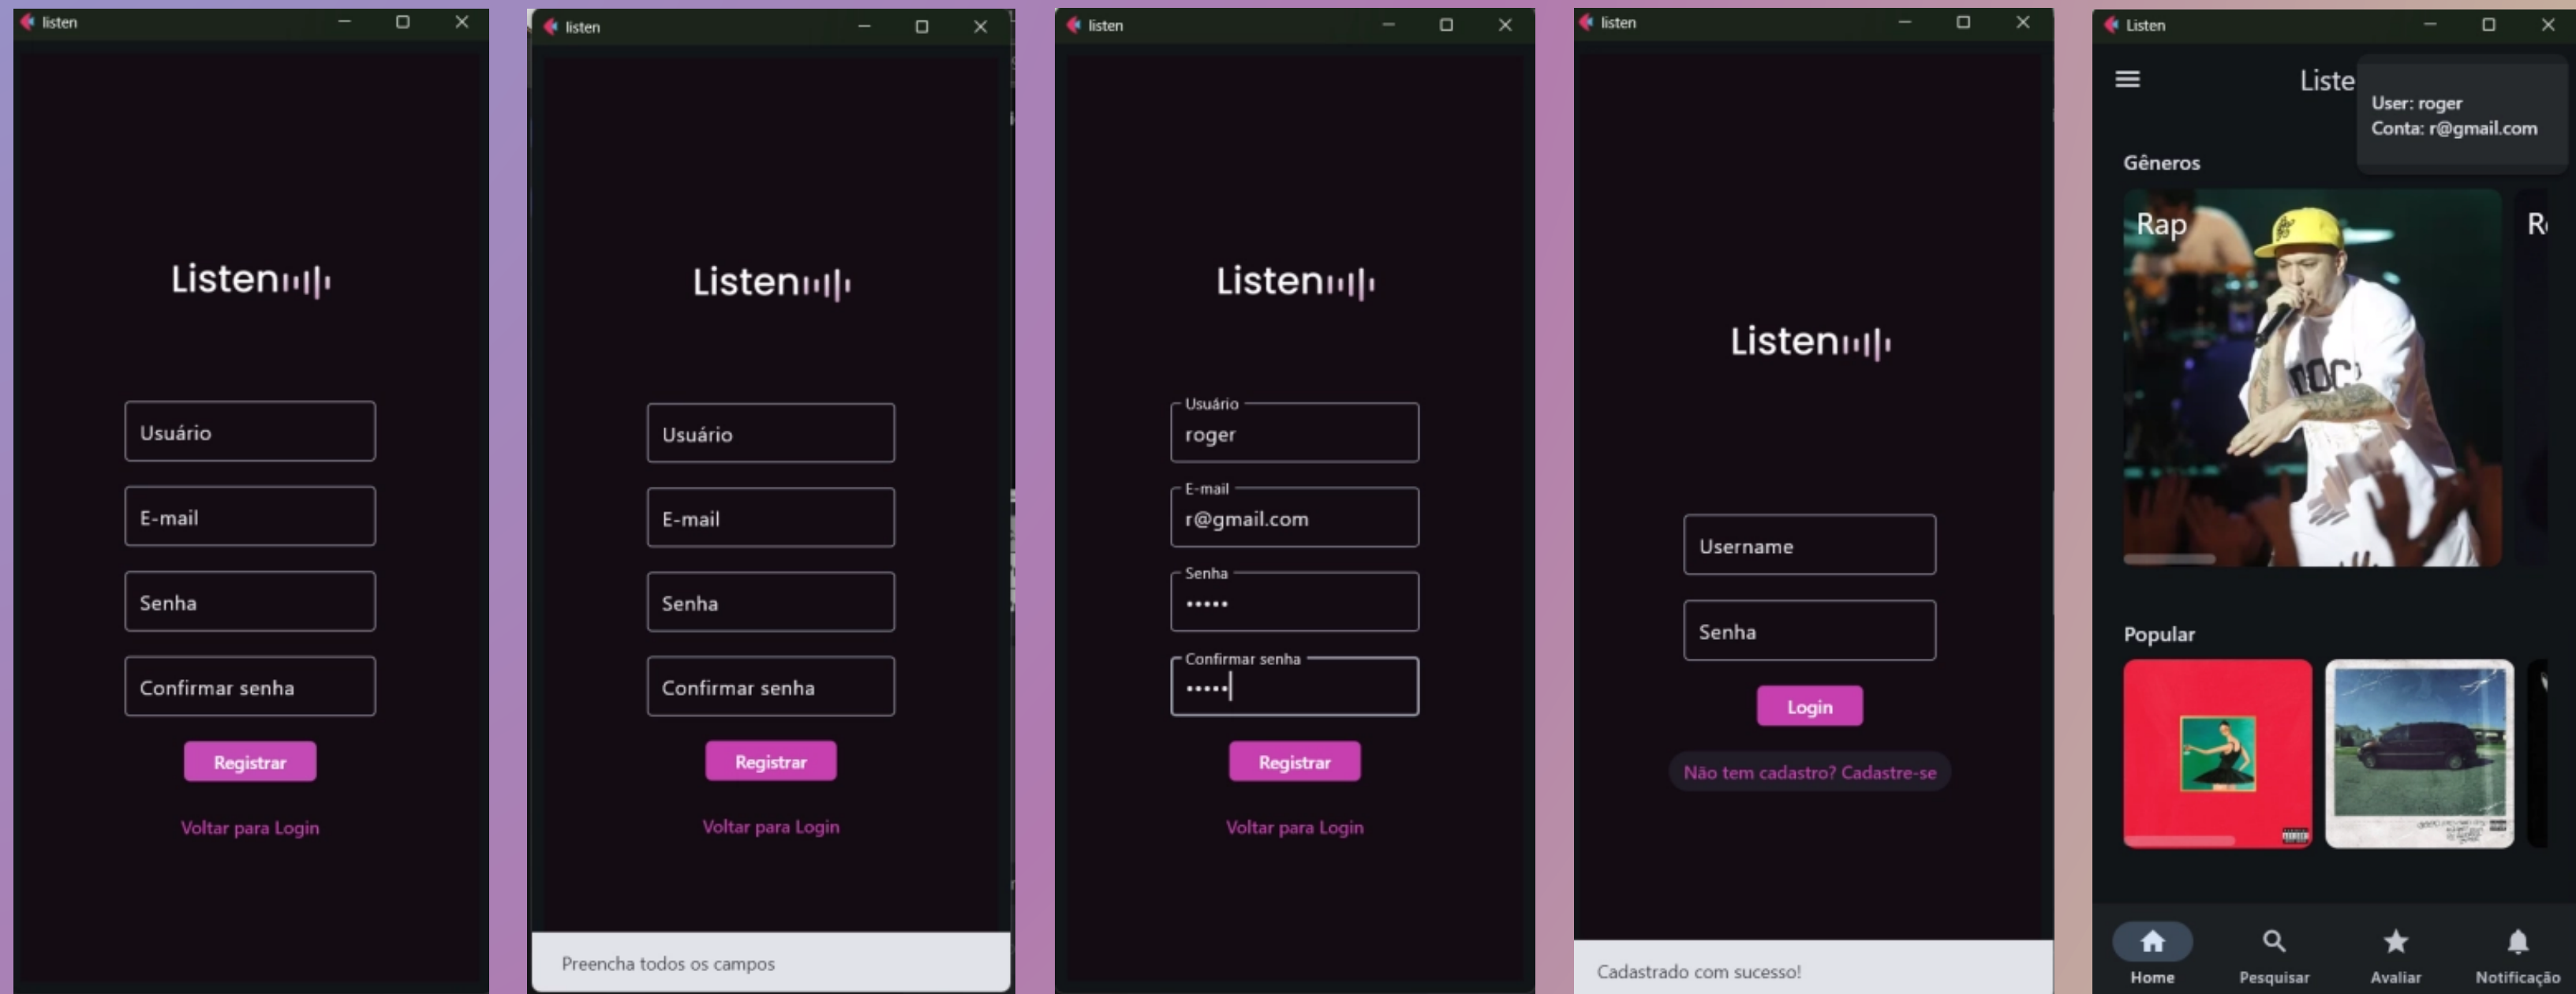 listen
Listen
Usuário
E-mail
Senha
Confirmar senha
Registrar
Voltar para Login
listen
Listen
Usuário
E-mail
Senha
Confirmar senha
Registrar
Voltar para Login
Preencha todos os campos
listen
Listen
Usuário
roger
E-mail
r@gmail.com
Senha
•••••
Confirmar senha
•••••
Registrar
Voltar para Login
listen
Listen
Username
Senha
Login
Não tem cadastro? Cadastre-se
Cadastrado com sucesso!
Listen
Liste
User: roger
Conta: r@gmail.com
Gêneros
Rap
R
Popular
Home
Pesquisar
Avaliar
Notificação